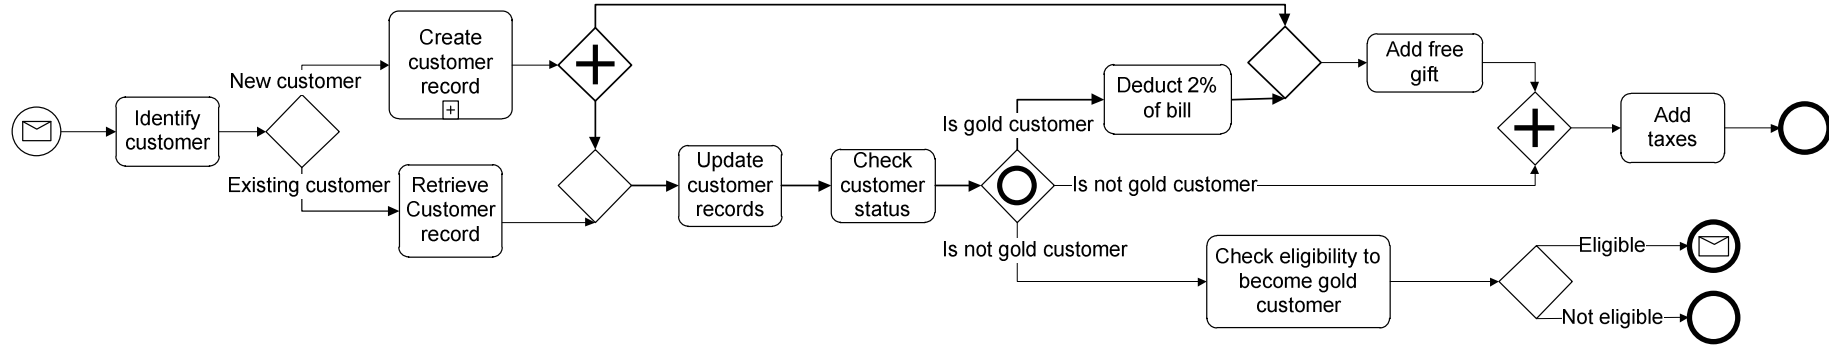 Identify
customer
New customer
Existing customer
Create
customer
record
Retrieve
Customer
record
Update
customer
records
Check
customer
status
Is gold customer
Is not gold customer
Is not gold customer
Deduct 2%
of bill
Add free
gift
Add
taxes
Check eligibility to
become gold
customer
Eligible
Not eligible